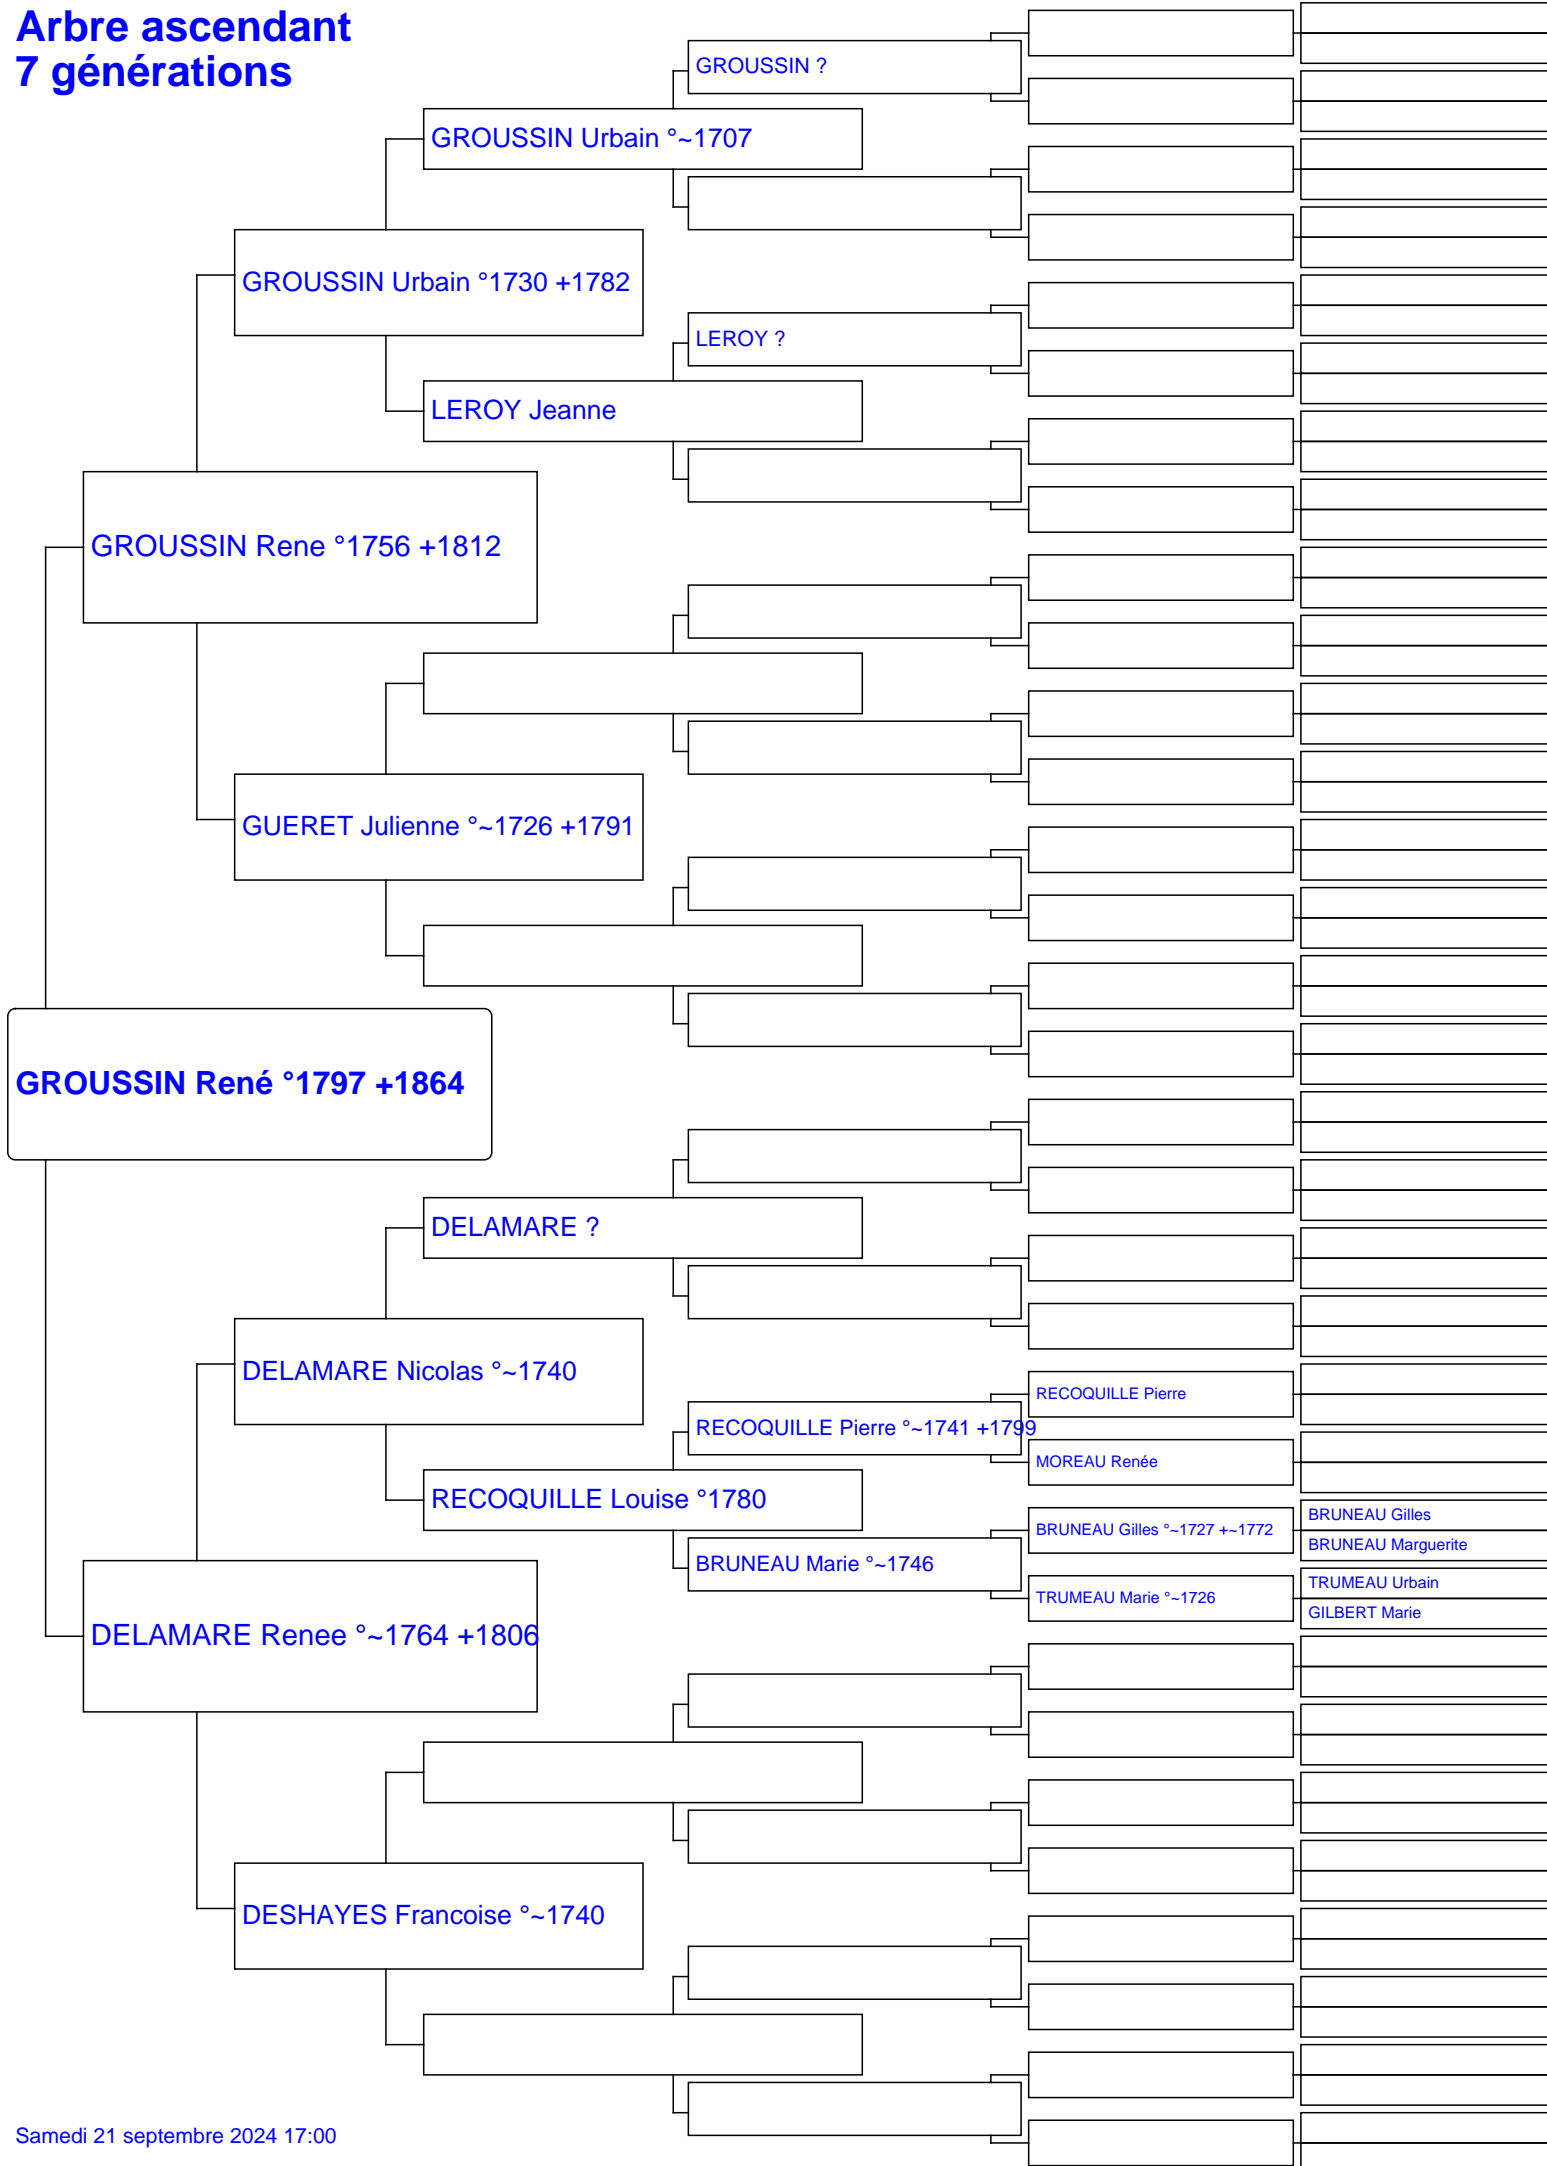 Arbre ascendant
7 générations
GROUSSIN ?
GROUSSIN Urbain °~1707
GROUSSIN Urbain °1730 +1782
LEROY ?
LEROY Jeanne
GROUSSIN Rene °1756 +1812
GUERET Julienne °~1726 +1791
GROUSSIN René °1797 +1864
DELAMARE ?
DELAMARE Nicolas °~1740
RECOQUILLE Pierre
RECOQUILLE Pierre °~1741 +1799
MOREAU Renée
RECOQUILLE Louise °1780
BRUNEAU Gilles
BRUNEAU Gilles °~1727 +~1772
BRUNEAU Marguerite
BRUNEAU Marie °~1746
TRUMEAU Urbain
TRUMEAU Marie °~1726
GILBERT Marie
DELAMARE Renee °~1764 +1806
DESHAYES Francoise °~1740
Samedi 21 septembre 2024 17:00